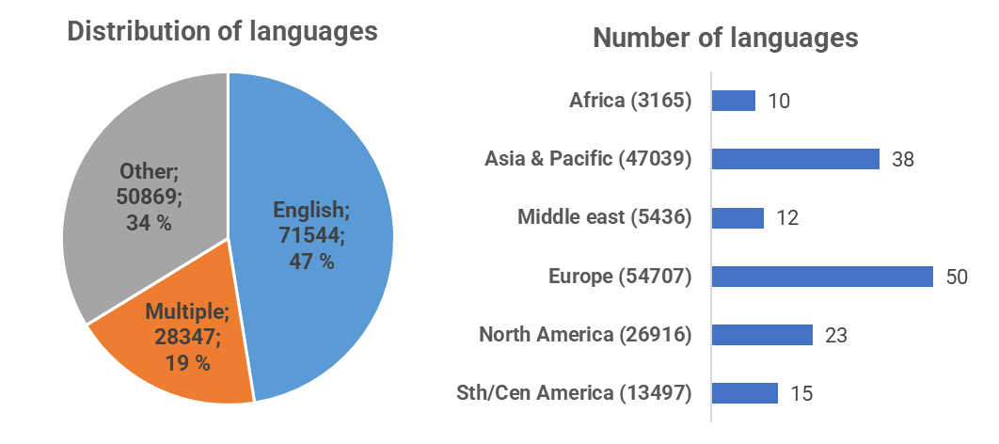 Distribution of languages
Other;
50869;
34 %
English;
71544;
47 %
Multiple;
28347;
19 %
Number of languages
Africa (3165) 10
Asia & Pacific (47039) 38
Middle east (5436) 12
Europe (54707) 50
North America (26916) 23
Sth/Cen America (13497) 15